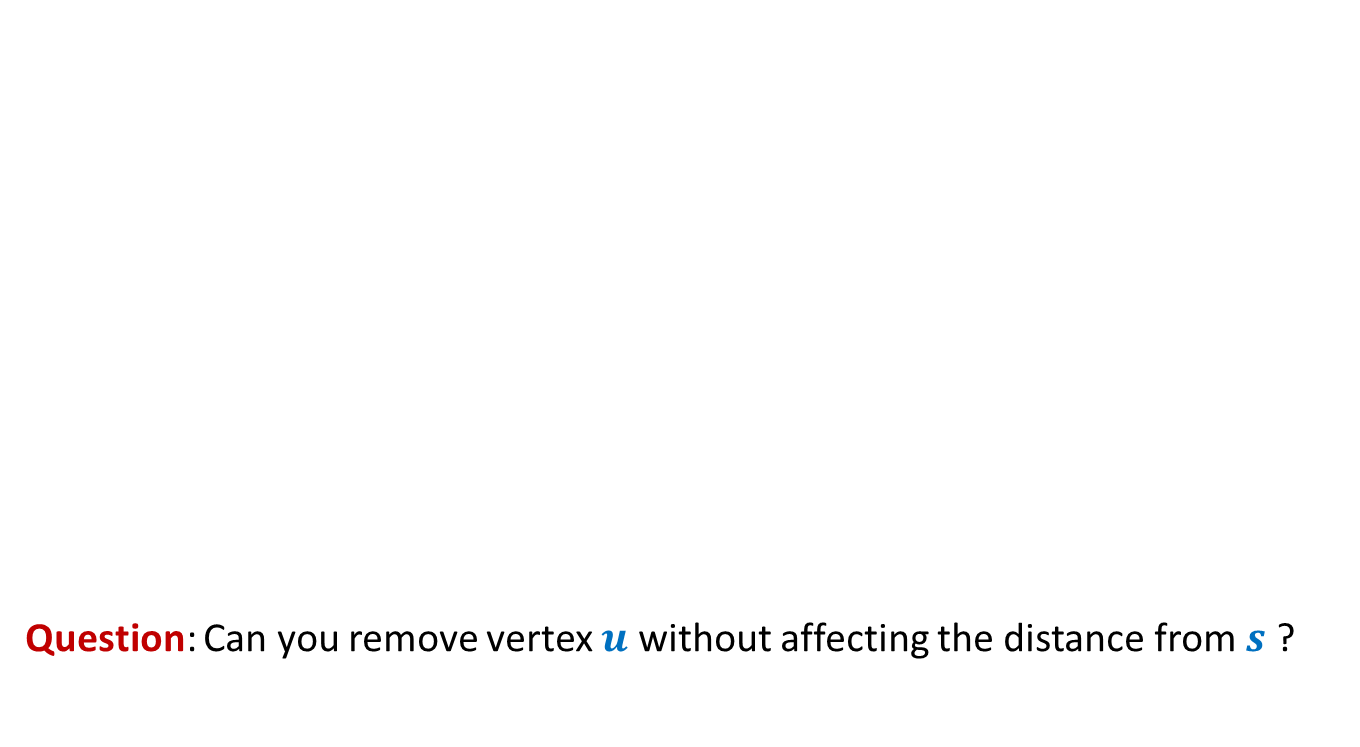 Question: Can you remove vertex u without affecting the distance from s ?